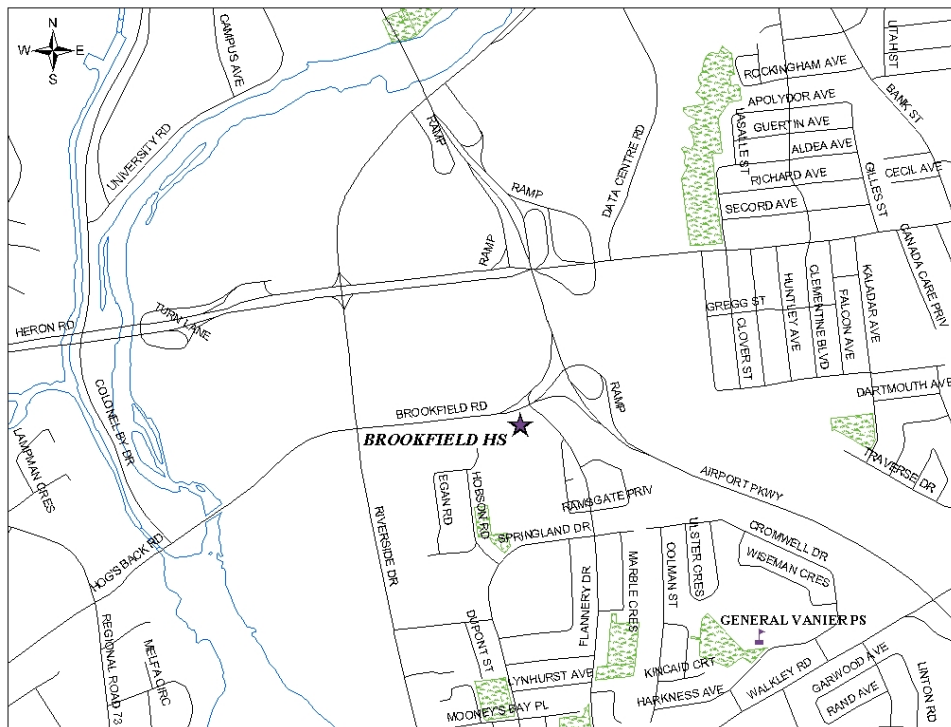 N
W E
S
CAMPUS AVE
UTAH ST
ROCKINGHAM AVE
BANK ST
APOLYDOR AVE
LASALLE ST
GUERTIN AVE
RAMP
UNIVERSITY RD
ALDEA AVE
DATA CENTRE RD
CECIL AVE
RICHARD AVE
GILLES ST
RAMP
SECORD AVE
RAMP
CANADA CARE PRIV
HERON RD
TURN LANE
GREGG ST
CLOVER ST
HUNTLEY AVE
CLEMENTINE BLVD
FALCON AVE
KALADAR AVE
DARTMOUTH AVE
COLONEL BY DR
BROOKFIELD RD
RAMP
BROOKFIELD HS
LAMPMAN CRES
TRAVERSE DR
AIRPORT PKWY
EGAN RD
HOBSON RD
RAMSGATE PRIV
SPRINGLAND DR
RIVERSIDE DR
ULSTER CRES
CROMWELL DR
HOG'S BACK RD
WISEMAN CRES
COLMAN ST
MARBLE CRES
FLANNERY DR
REGIONAL ROAD 73
MELFA CIRC
DUPONT ST
GENERAL VANIER PS
KINCAID CRT
LYNHURST AVE
WALKLEY RD
GARWOOD AVE
LINTON RD
HARKNESS AVE
RAND AVE
MOONEY'S BAY PL